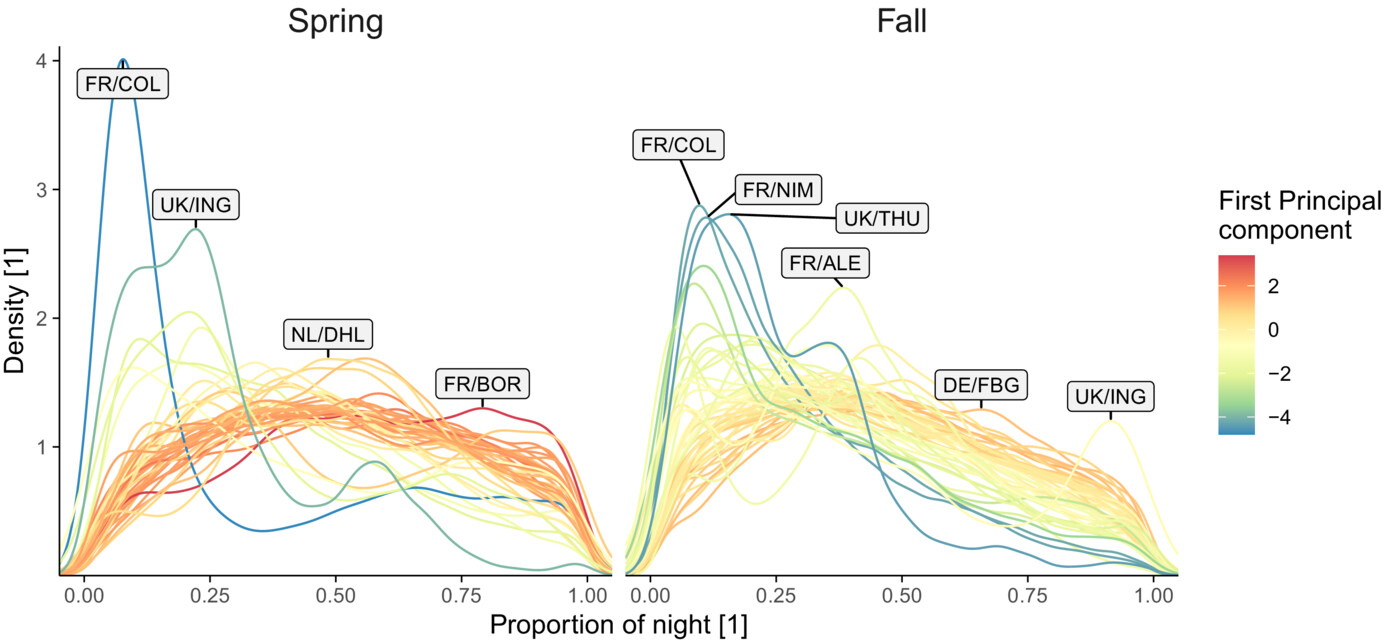 Spring
Fall
Density [1]
4
3
2
1
FR/COL
UK/ING
NL/DHL
FR/BOR
0.00 0.25 0.50 0.75 1.00
FR/COL
FR/NIM
UK/THU
FR/ALE
DE/FBG
UK/ING
0.00 0.25 0.50 0.75 1.00
Proportion of night [1]
First Principal
component
2
0
−2
−4